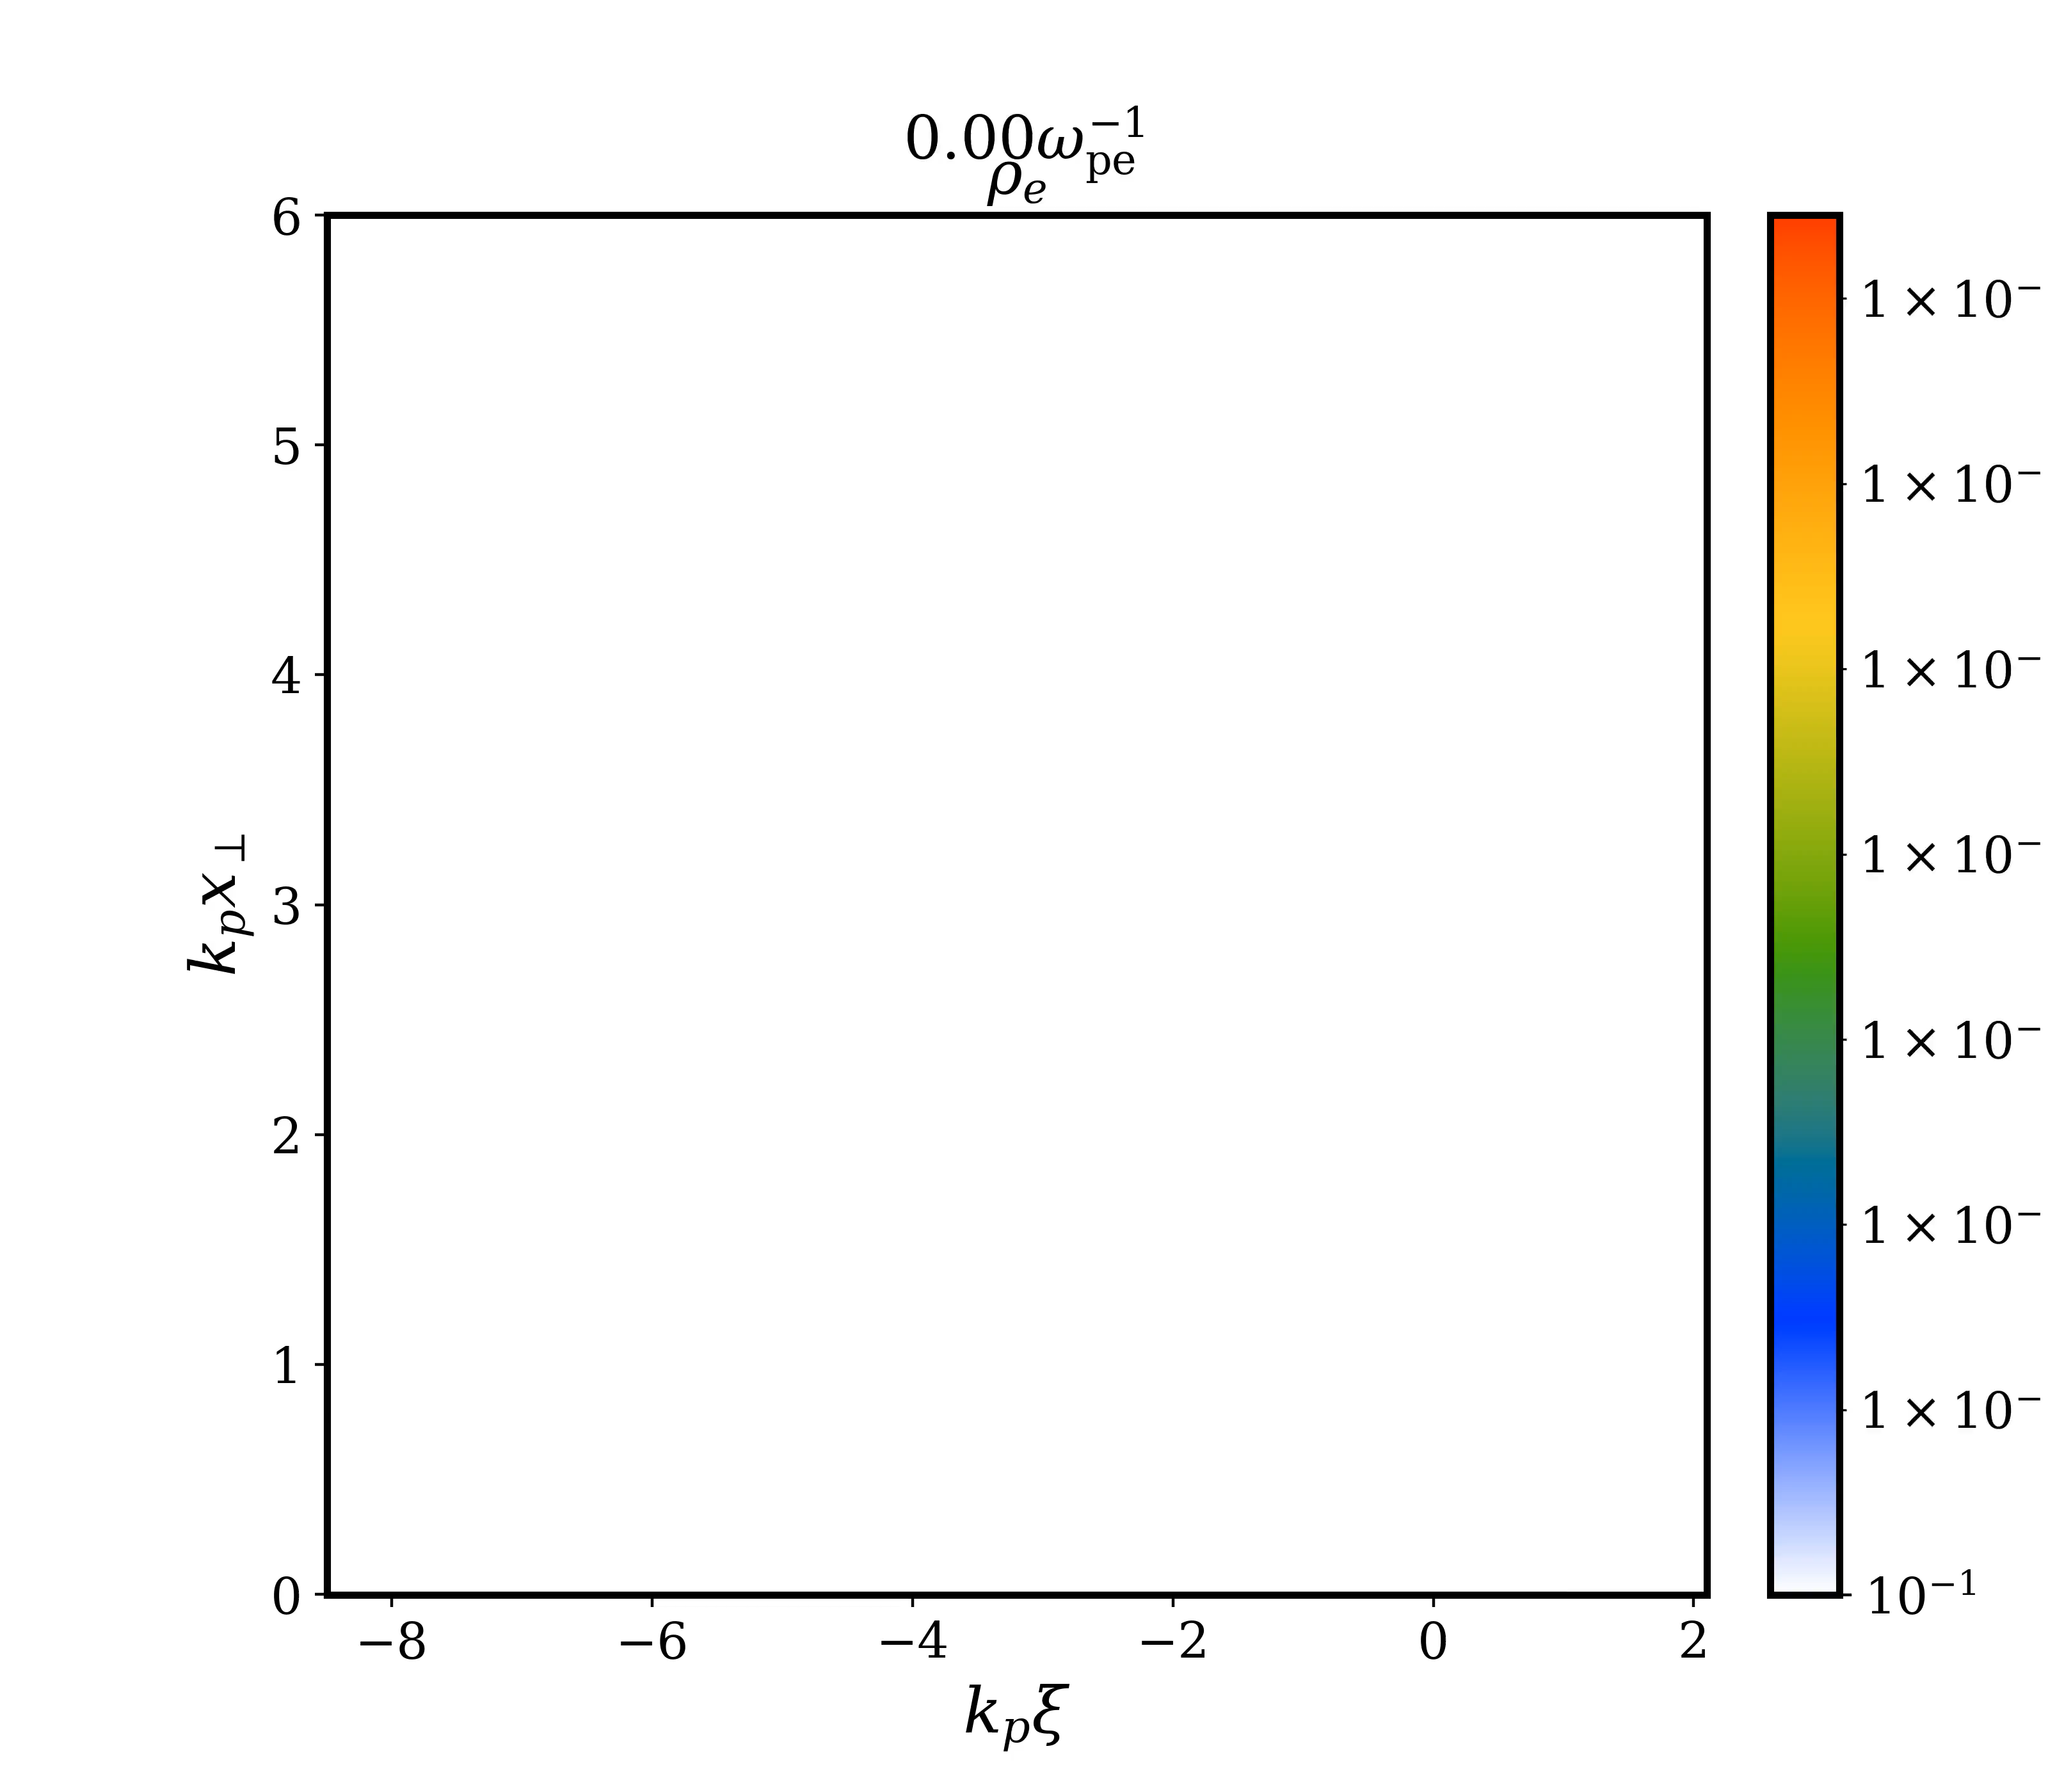 0.00ω_pe^−1
ρ_e
6
5
4
3
2
1
0
k_p x_⊥
−8 −6 −4 −2 0 2
k_p ξ
1 × 10^−
1 × 10^−
1 × 10^−
1 × 10^−
1 × 10^−
1 × 10^−
1 × 10^−
10^−1